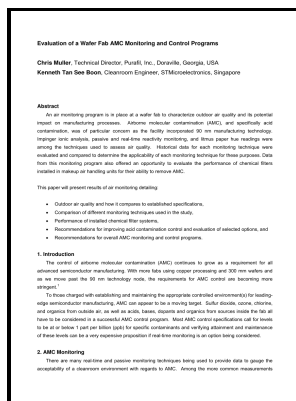 Evaluation of a Wafer Fab AMC Monitoring and Control Programs
Chris Muller, Technical Director, Purafil, Inc., Doraville, Georgia, USA
Kenneth Tan See Boon, Cleanroom Engineer, STMicroelectronics, Singapore
Abstract
An air monitoring program is in place at a wafer fab to characterize outdoor air quality and its potential
impact on manufacturing processes. Airborne molecular contamination (AMC), and specifically acid
contamination, was of particular concern as the facility incorporated 90 nm manufacturing technology.
Impinger ionic analysis, passive and real-time reactivity monitoring, and litmus paper hue readings were
among the techniques used to assess air quality. Historical data for each monitoring technique were
evaluated and compared to determine the applicability of each monitoring technique for these purposes. Data
from this monitoring program also offered an opportunity to evaluate the performance of chemical filters
installed in makeup air handling units for their ability to remove AMC.
This paper will present results of air monitoring detailing:
• Outdoor air quality and how it compares to established specifications,
• Comparison of different monitoring techniques used in the study,
• Performance of installed chemical filter systems,
• Recommendations for improving acid contamination control and evaluation of selected options, and
• Recommendations for overall AMC monitoring and control programs.
1. Introduction
The control of airborne molecular contamination (AMC) continues to grow as a requirement for all
advanced semiconductor manufacturing. With more fabs using copper processing and 300 mm wafers and
as we move past the 90 nm technology node, the requirements for AMC control are becoming more
stringent.1
To those charged with establishing and maintaining the appropriate controlled environment(s) for leading-
edge semiconductor manufacturing, AMC can appear to be a moving target. Sulfur dioxide, ozone, chlorine,
and organics from outside air, as well as acids, bases, dopants and organics from sources inside the fab all
have to be considered in a successful AMC control program. Most AMC control specifications call for levels
to be at or below 1 part per billion (ppb) for specific contaminants and verifying attainment and maintenance
of these levels can be a very expensive proposition if real-time monitoring is an option being considered.
2. AMC Monitoring
There are many real-time and passive monitoring techniques being used to provide data to gauge the
acceptability of a cleanroom environment with regards to AMC. Among the more common measurements